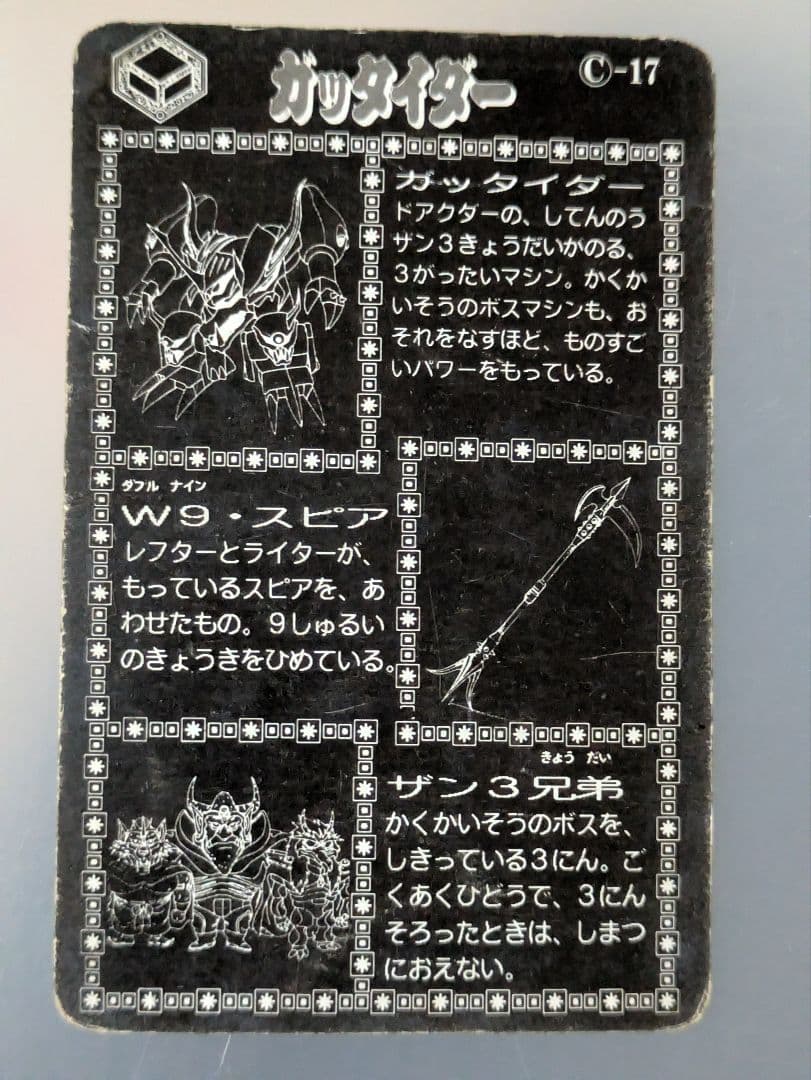 ガッタイダー
Ⓒ-17
ガッタイダー
ドアクダーの、してんのう
ザン3きょうだいがのる、
3がったいマシン。かくか
いそうのボスマシンも、お
それをなすほど、ものすご
いパワーをもっている。
ダブル ナイン
W9・スピア
レフターとライターが、
もっているスピアを、あ
わせたもの。9しゅるい
のきょうきをひめている。
きょう だい
ザン3兄弟
かくかいそうのボスを、
しきっている3にん。ご
くあくひどうで、3にん
そろったときは、しまつ
におえない。